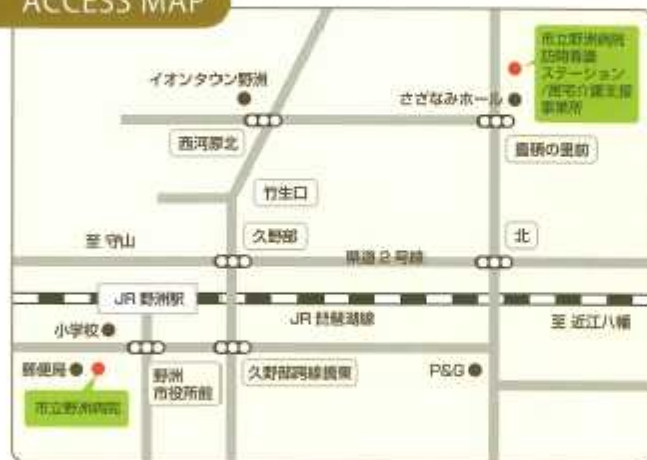 ACCESS MAP
市立野洲病院
訪問看護
ステーション
/居宅介護支援
事業所
イオンタウン野洲
さざなみホール
西河原北
豊積の里前
竹生口
久野部
北
至 守山
県道2号線
JR 野洲駅
JR 琵琶湖線
至 近江八幡
小学校
郵便局
野洲
市役所前
久野部跨線橋東
P&G
市立野洲病院